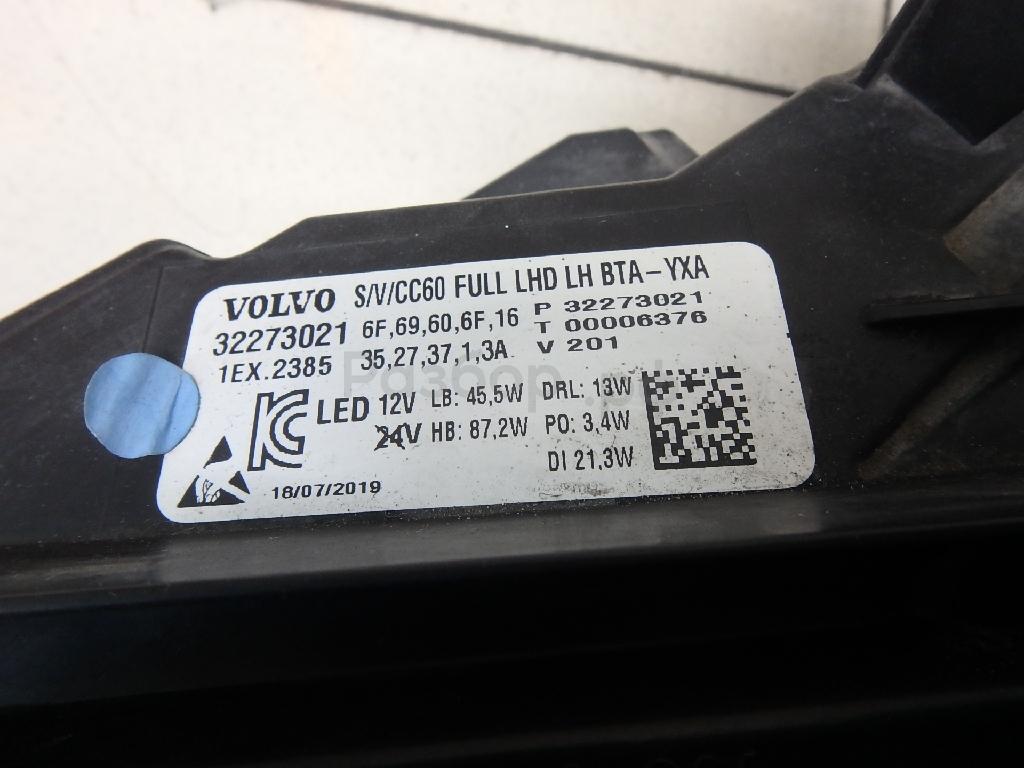 VOLVO S/V/CC60 FULL LHD LH BTA-YXA
32273021 6F,69,60,6F,16 P 32273021
1EX.2385 35,27,37,1,3A T 00006376
V 201
LED 12V LB: 45,5W DRL: 13W
24V HB: 87,2W PO: 3,4W
DI 21,3W
18/07/2019